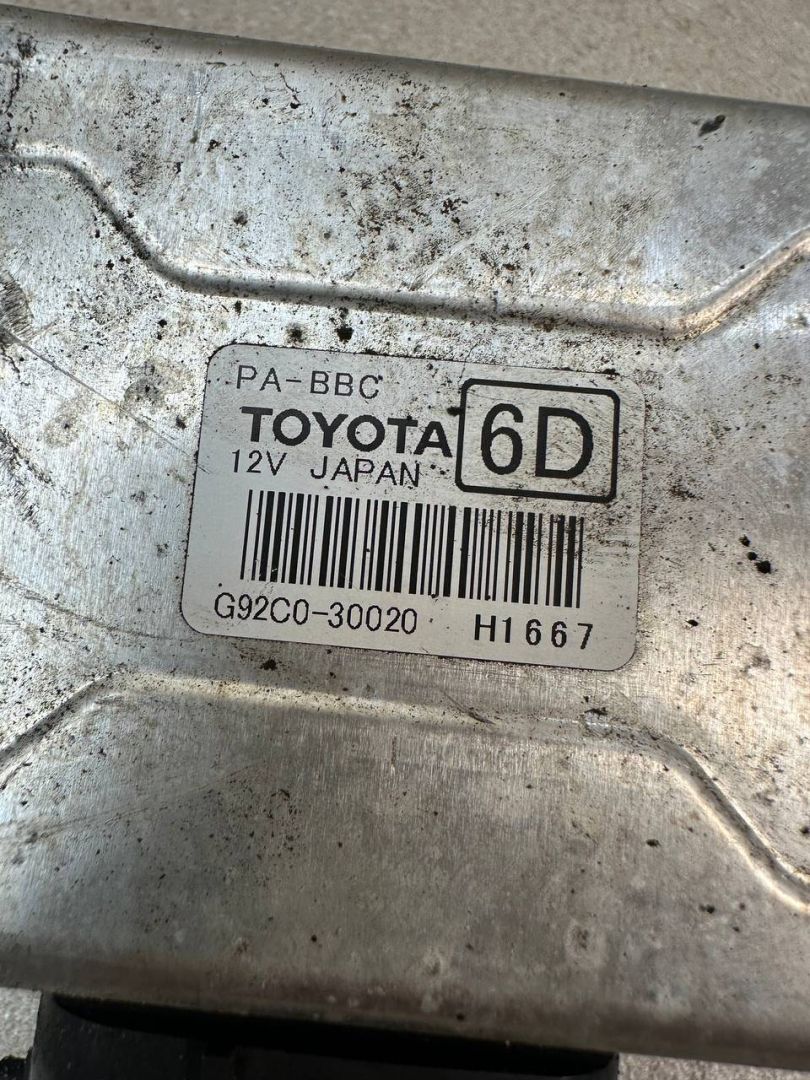 PA-BBC
TOYOTA 6D
12V JAPAN
G92C0-30020 H1667